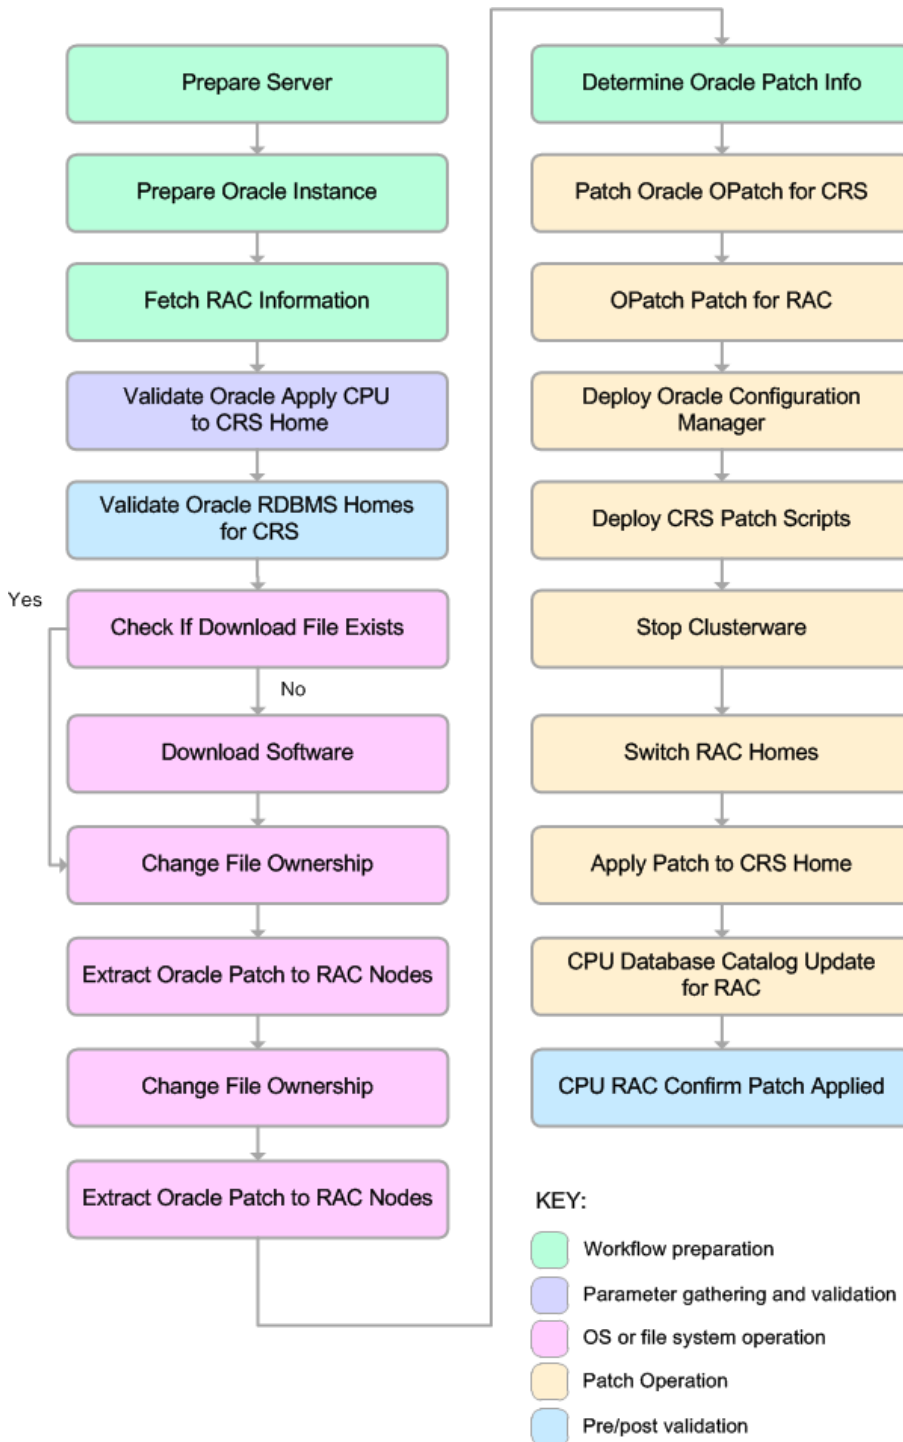 Prepare Server
Prepare Oracle Instance
Fetch RAC Information
Validate Oracle Apply CPU
to CRS Home
Validate Oracle RDBMS Homes
for CRS
Yes
Check If Download File Exists
No
Download Software
Change File Ownership
Extract Oracle Patch to RAC Nodes
Change File Ownership
Extract Oracle Patch to RAC Nodes
Determine Oracle Patch Info
Patch Oracle OPatch for CRS
OPatch Patch for RAC
Deploy Oracle Configuration
Manager
Deploy CRS Patch Scripts
Stop Clusterware
Switch RAC Homes
Apply Patch to CRS Home
CPU Database Catalog Update
for RAC
CPU RAC Confirm Patch Applied
KEY:
Workflow preparation
Parameter gathering and validation
OS or file system operation
Patch Operation
Pre/post validation